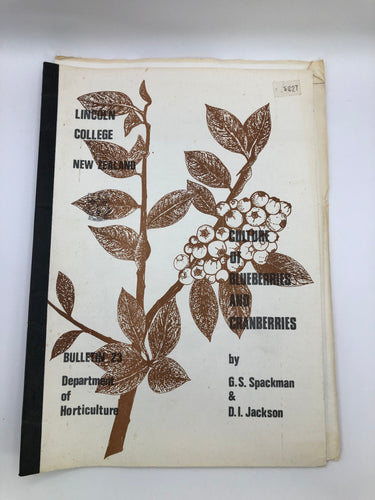 LINCOLN
COLLEGE
NEW ZEALAND
CULTURE
OF
BLUEBERRIES
AND
CRANBERRIES
BULLETIN 23
Department
of
Horticulture
by
G.S. Spackman
&
D.I. Jackson